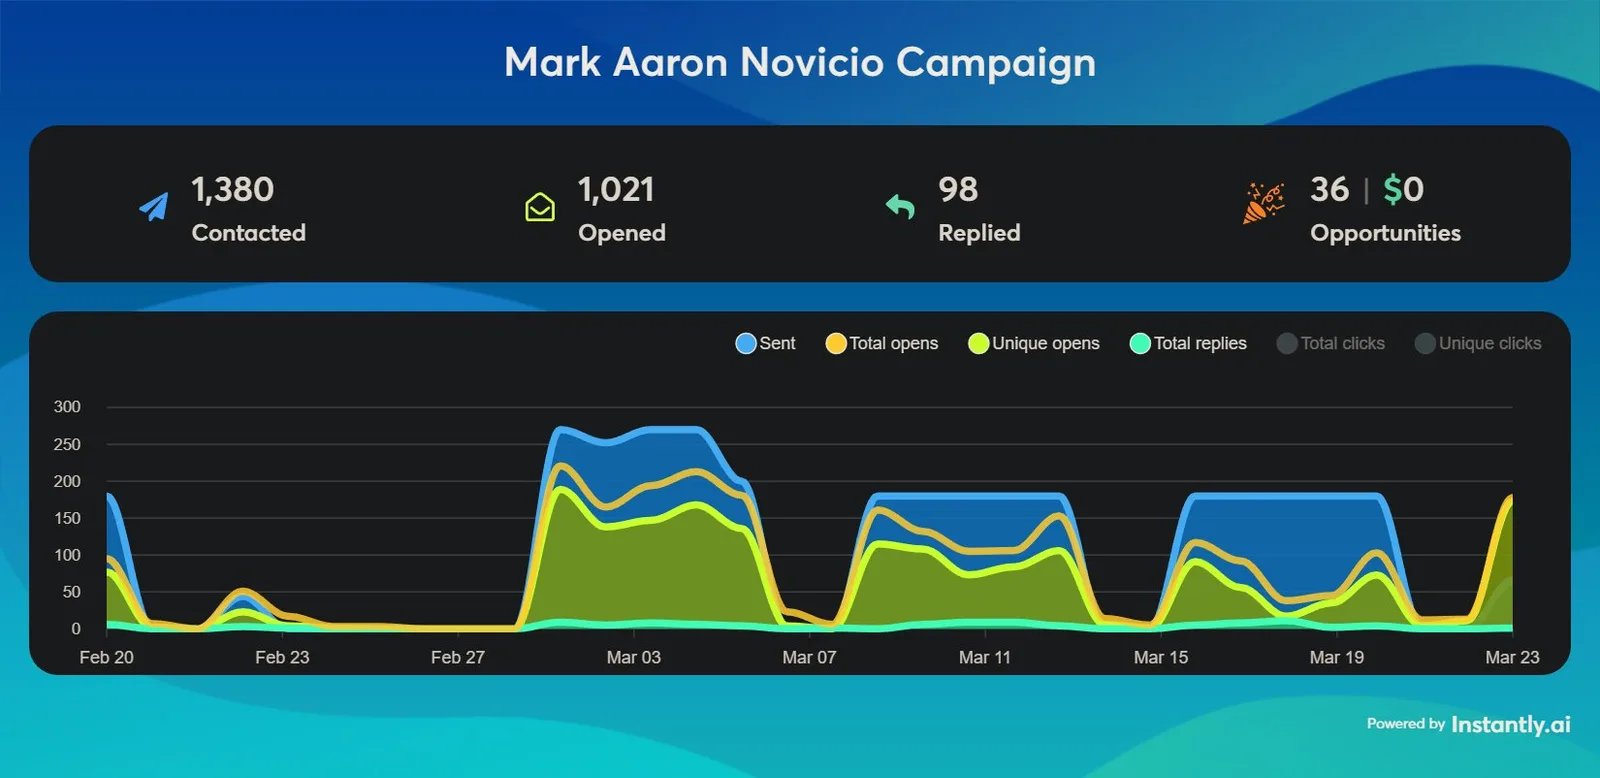 Mark Aaron Novicio Campaign
1,380
Contacted
1,021
Opened
98
Replied
36 | $0
Opportunities
Sent Total opens Unique opens Total replies Total clicks Unique clicks
300
250
200
150
100
50
0
Feb 20 Feb 23 Feb 27 Mar 03 Mar 07 Mar 11 Mar 15 Mar 19 Mar 23
Powered by Instantly.ai